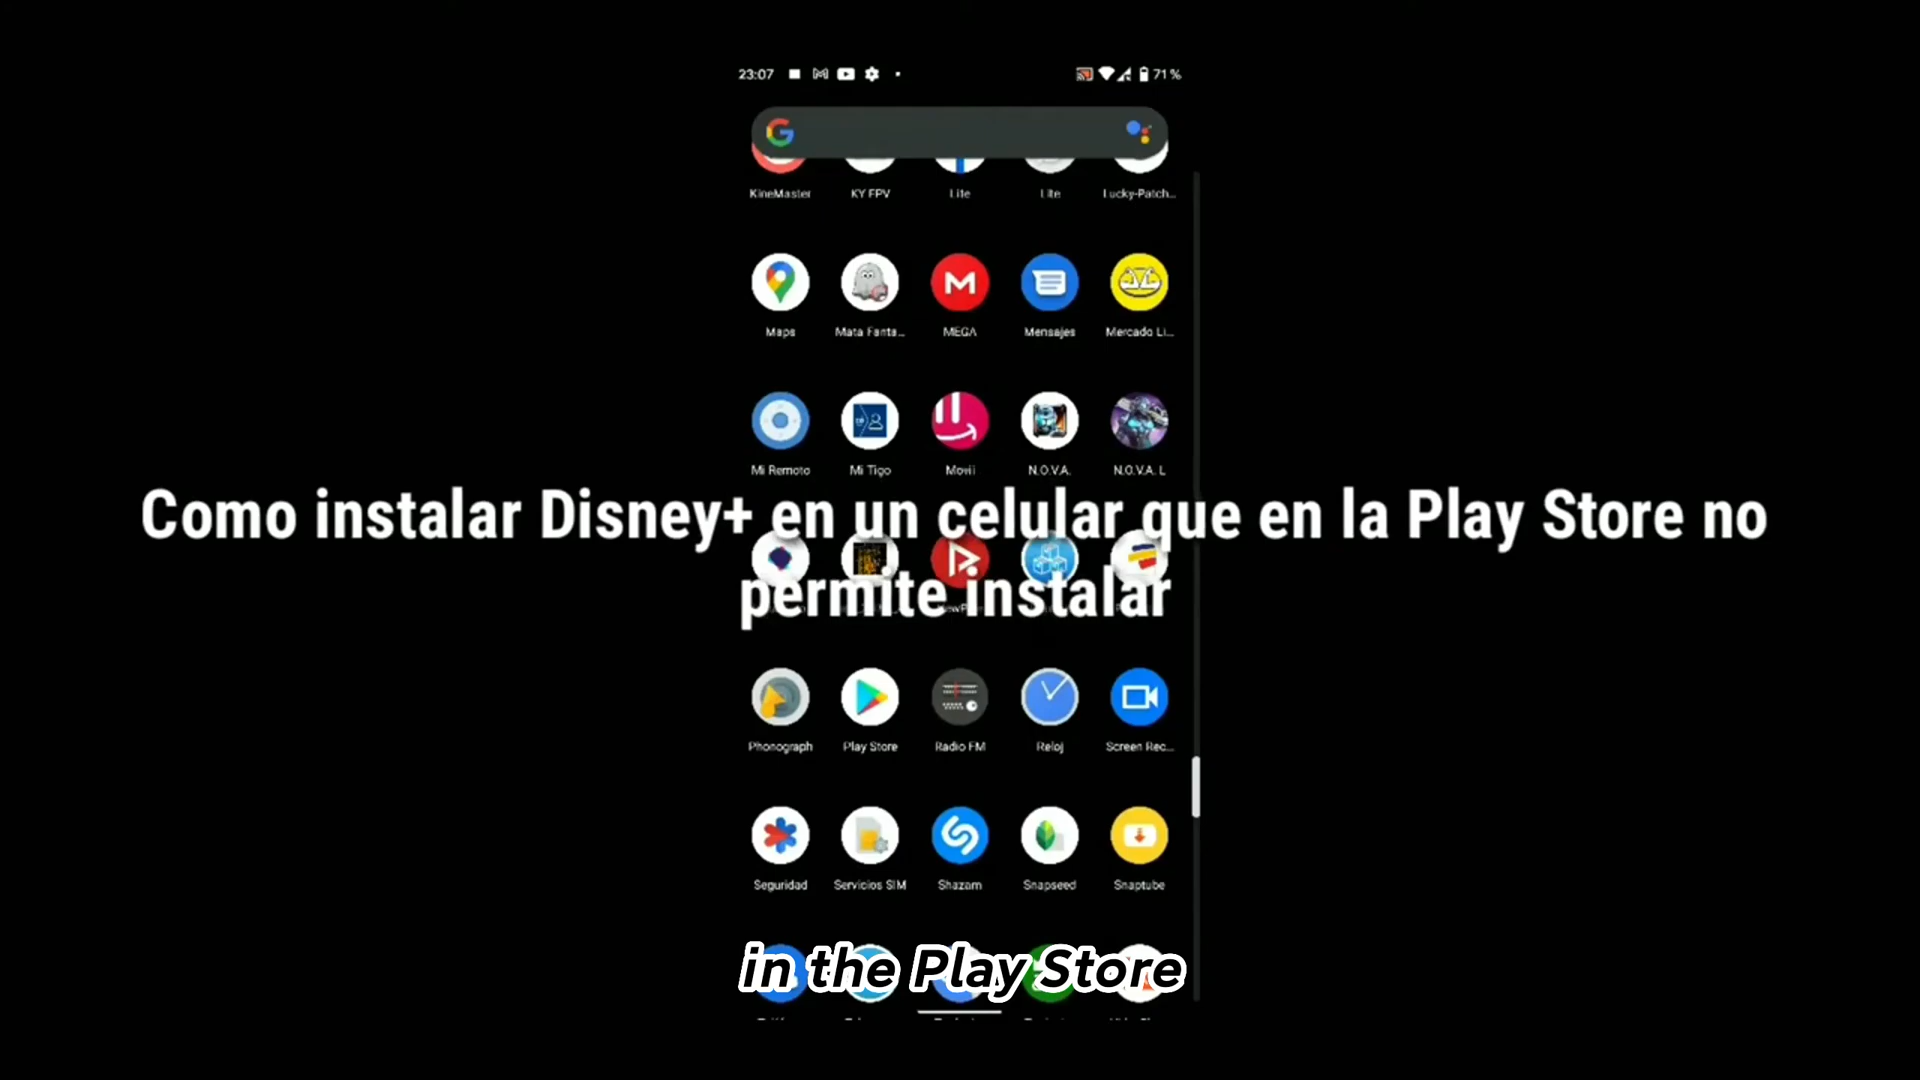 23:07
71%
KineMaster KY FPV Lite Lite Lucky-Patch...
Maps Mata Fanta... MEGA Mensajes Mercado Li...
Mi Remoto Mi Tigo Movii N.O.V.A. N.O.V.A. L
Como instalar Disney+ en un celular que en la Play Store no
permite instalar
Phonograph Play Store Radio FM Reloj Screen Rec...
Seguridad Servicios SIM Shazam Snapseed Snaptube
in the Play Store